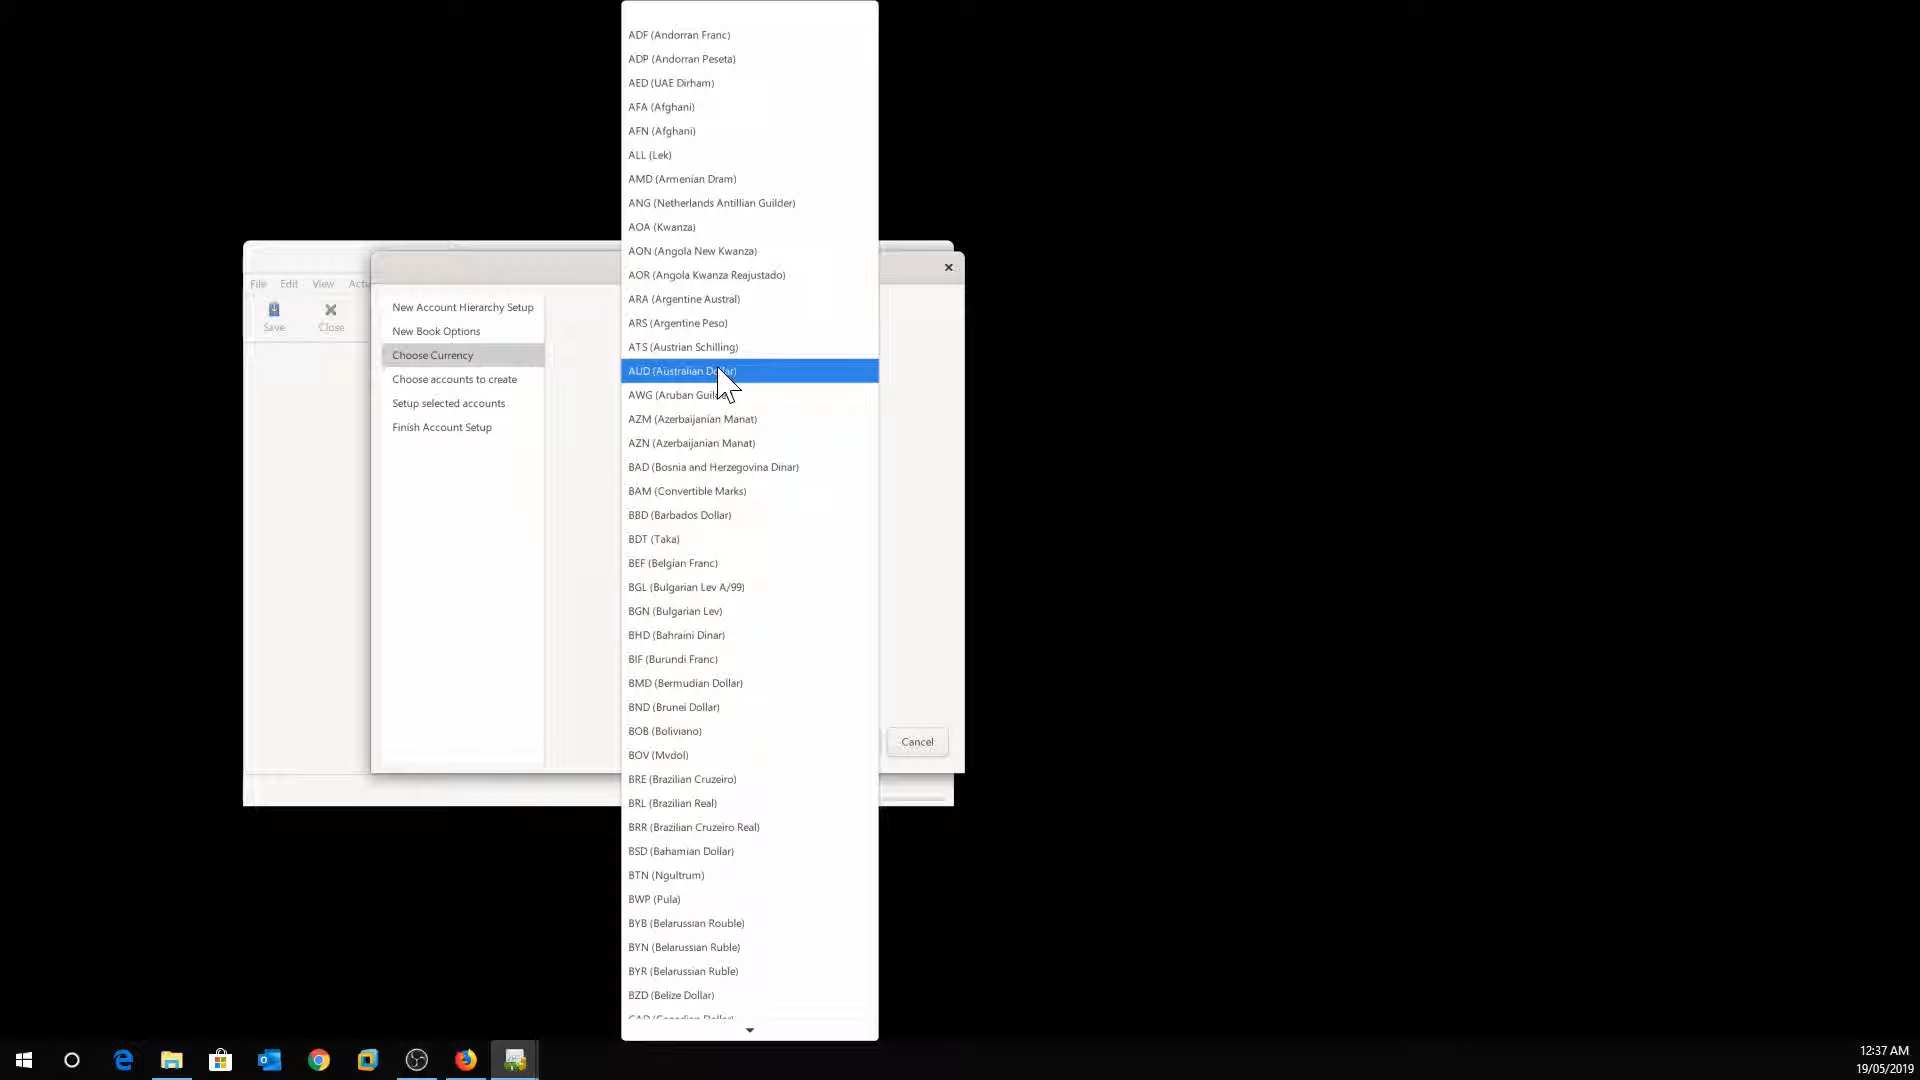 File Edit View
Save Close
New Account Hierarchy Setup
New Book Options
Choose Currency
Choose accounts to create
Setup selected accounts
Finish Account Setup
ADF (Andorran Franc)
ADP (Andorran Peseta)
AED (UAE Dirham)
AFA (Afghani)
AFN (Afghani)
ALL (Lek)
AMD (Armenian Dram)
ANG (Netherlands Antillian Guilder)
AOA (Kwanza)
AON (Angola New Kwanza)
AOR (Angola Kwanza Reajustado)
ARA (Argentine Austral)
ARS (Argentine Peso)
ATS (Austrian Schilling)
AUD (Australian Dollar)
AWG (Aruban
AZM (Azerbaijanian Manat)
AZN (Azerbaijanian Manat)
BAD (Bosnia and Herzegovina Dinar)
BAM (Convertible Marks)
BBD (Barbados Dollar)
BDT (Taka)
BEF (Belgian Franc)
BGL (Bulgarian Lev A/99)
BGN (Bulgarian Lev)
BHD (Bahraini Dinar)
BIF (Burundi Franc)
BMD (Bermudian Dollar)
BND (Brunei Dollar)
BOB (Boliviano)
BOV (Mvdol)
BRE (Brazilian Cruzeiro)
BRL (Brazilian Real)
BRR (Brazilian Cruzeiro Real)
BSD (Bahamian Dollar)
BTN (Ngultrum)
BWP (Pula)
BYB (Belarussian Rouble)
BYN (Belarussian Ruble)
BYR (Belarussian Ruble)
BZD (Belize Dollar)
CAD (Canadian Dollar)
Cancel
12:37 AM
19/05/2019